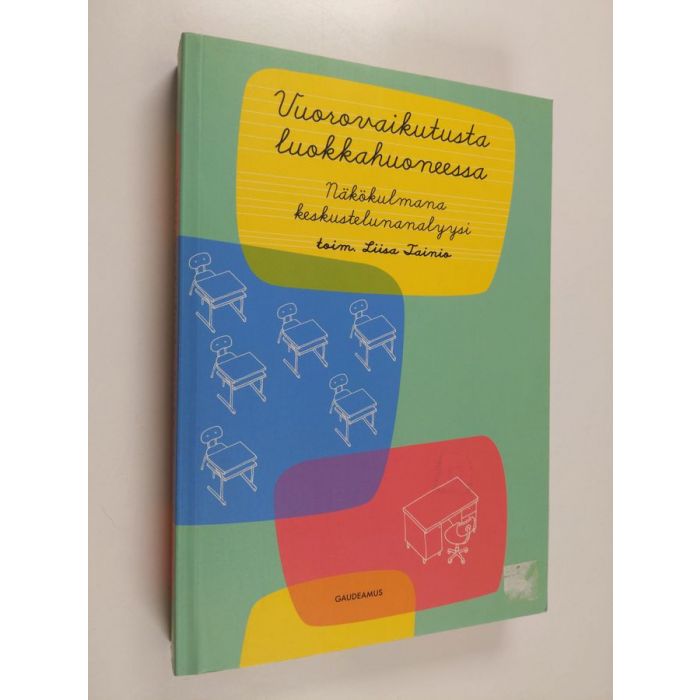 Vuorovaikutusta
luokkahuoneessa
Näkökulmana
keskustelunanalyysi
toim. Liisa Tainio
GAUDEAMUS